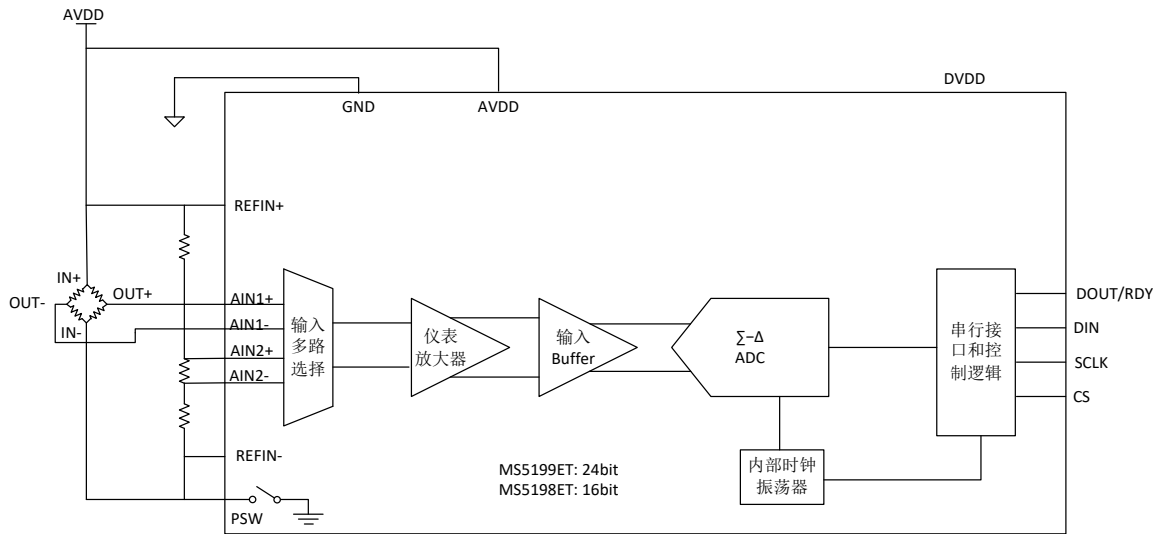 AVDD
GND
AVDD
DVDD
REFIN+
IN+
OUT-
OUT+
IN-
AIN1+
AIN1-
AIN2+
AIN2-
输入
多路
选择
仪表
放大器
输入
Buffer
∑-Δ
ADC
串行接
口和控
制逻辑
DOUT/RDY
DIN
SCLK
CS
REFIN-
MS5199ET: 24bit
MS5198ET: 16bit
内部时钟
振荡器
PSW